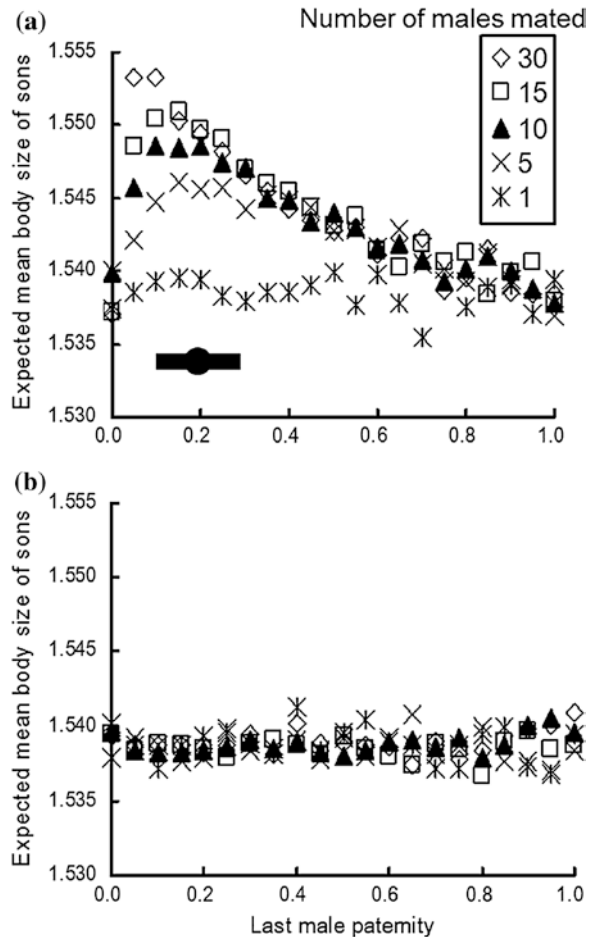 (a)
Number of males mated
30
15
10
5
1
Expected mean body size of sons
1.555
1.550
1.545
1.540
1.535
1.530
0.0 0.2 0.4 0.6 0.8 1.0
(b)
Expected mean body size of sons
1.555
1.550
1.545
1.540
1.535
1.530
0.0 0.2 0.4 0.6 0.8 1.0
Last male paternity